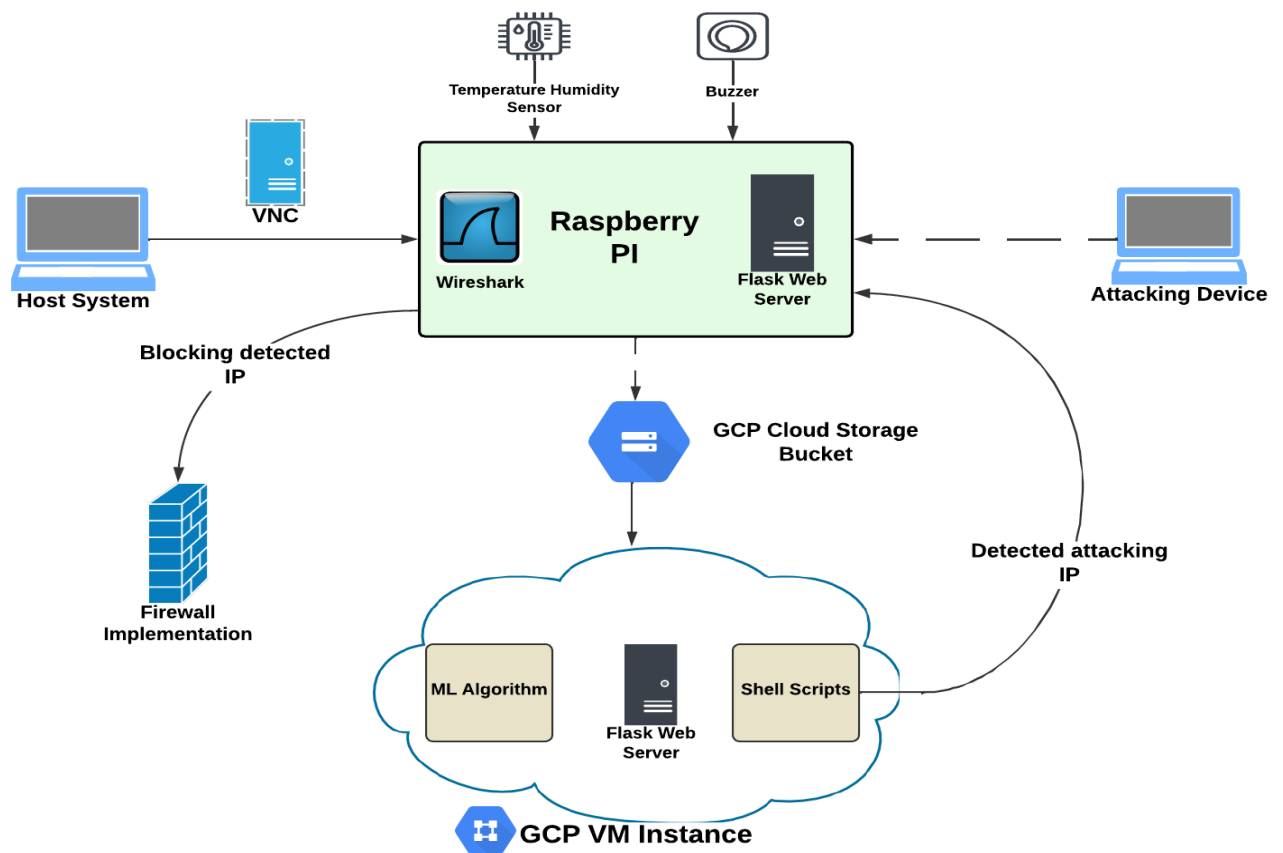 Temperature Humidity
Sensor
Buzzer
VNC
Host System
Wireshark
Raspberry
PI
Flask Web
Server
Attacking Device
Blocking detected
IP
GCP Cloud Storage
Bucket
Detected attacking
IP
Firewall
Implementation
ML Algorithm
Flask Web
Server
Shell Scripts
GCP VM Instance